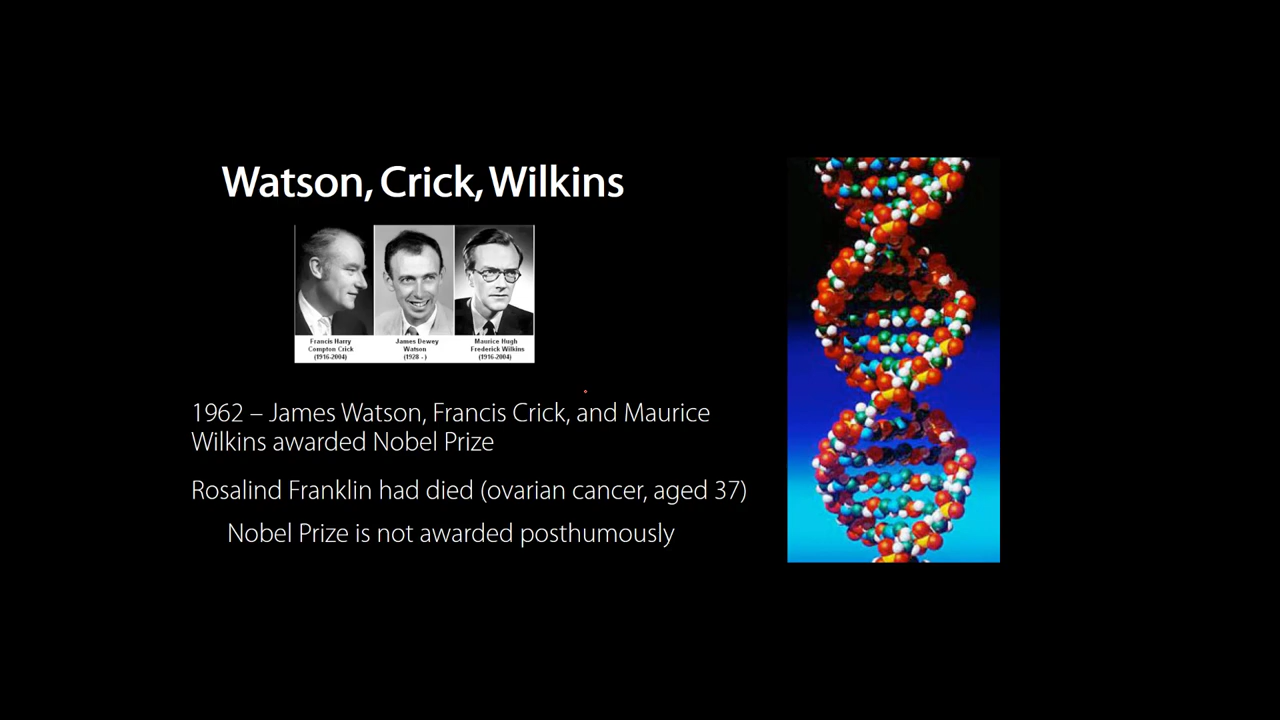 Watson, Crick, Wilkins
Francis Harry
Compton Crick
(1916-2004)
James Dewey
Watson
(1928 - )
Maurice Hugh
Frederick Wilkins
(1916-2004)
1962 – James Watson, Francis Crick, and Maurice
Wilkins awarded Nobel Prize
Rosalind Franklin had died (ovarian cancer, aged 37)
Nobel Prize is not awarded posthumously